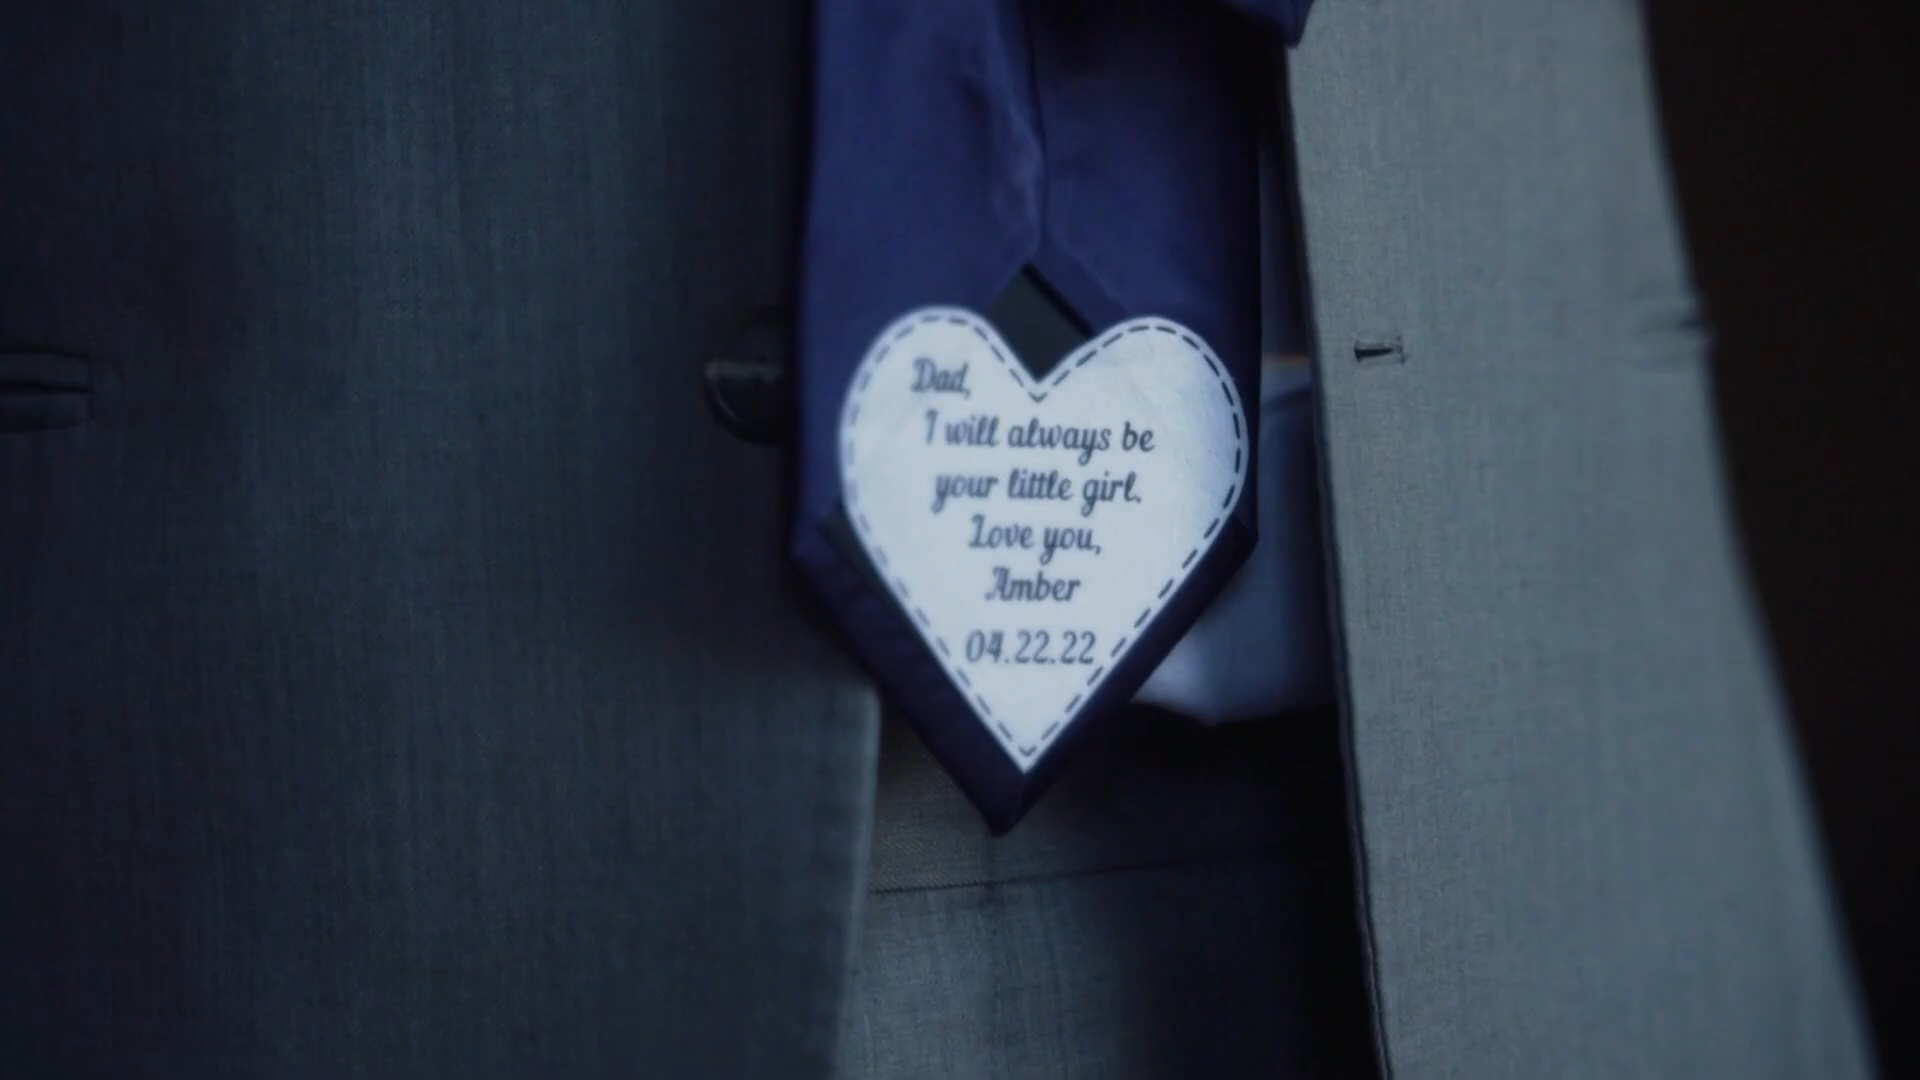 Dad,
I will always be
your little girl.
Love you,
Amber
04.22.22